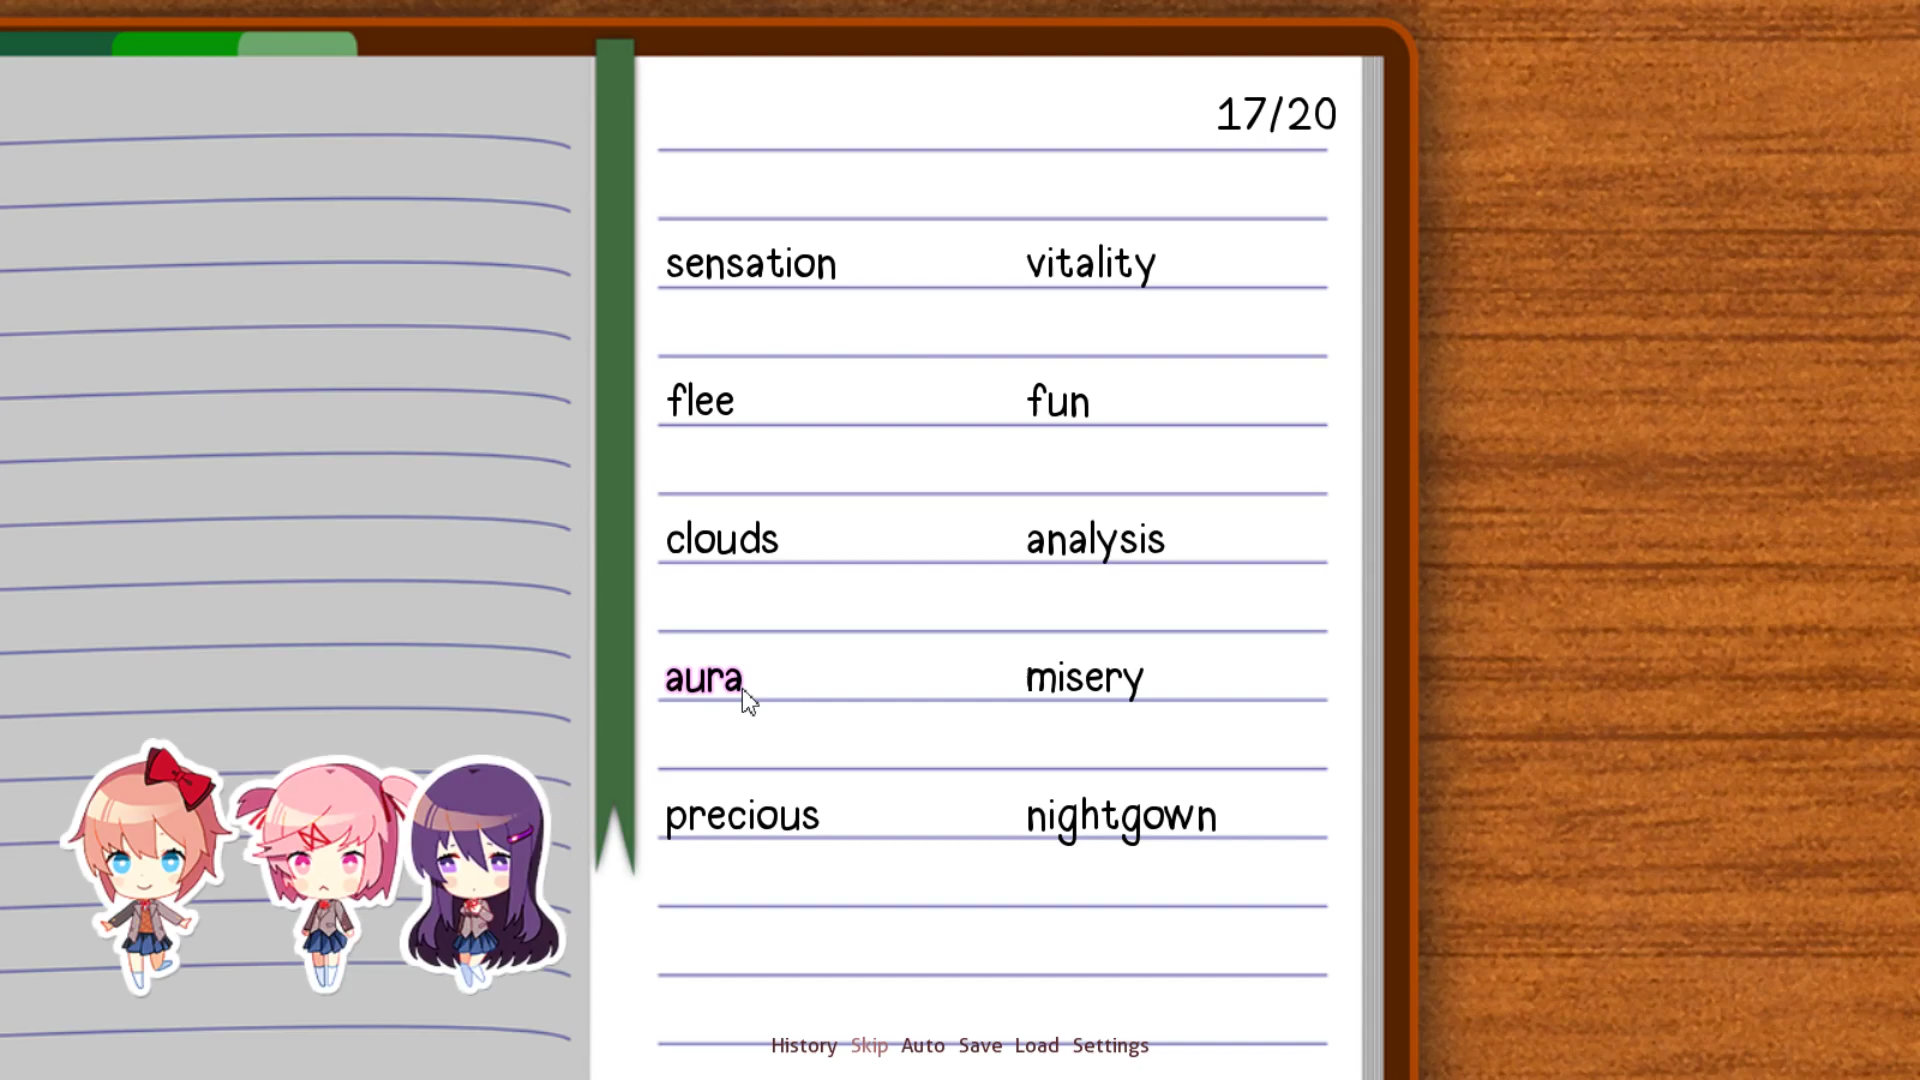 17/20
sensation vitality
flee fun
clouds analysis
aura misery
precious nightgown
History Skip Auto Save Load Settings